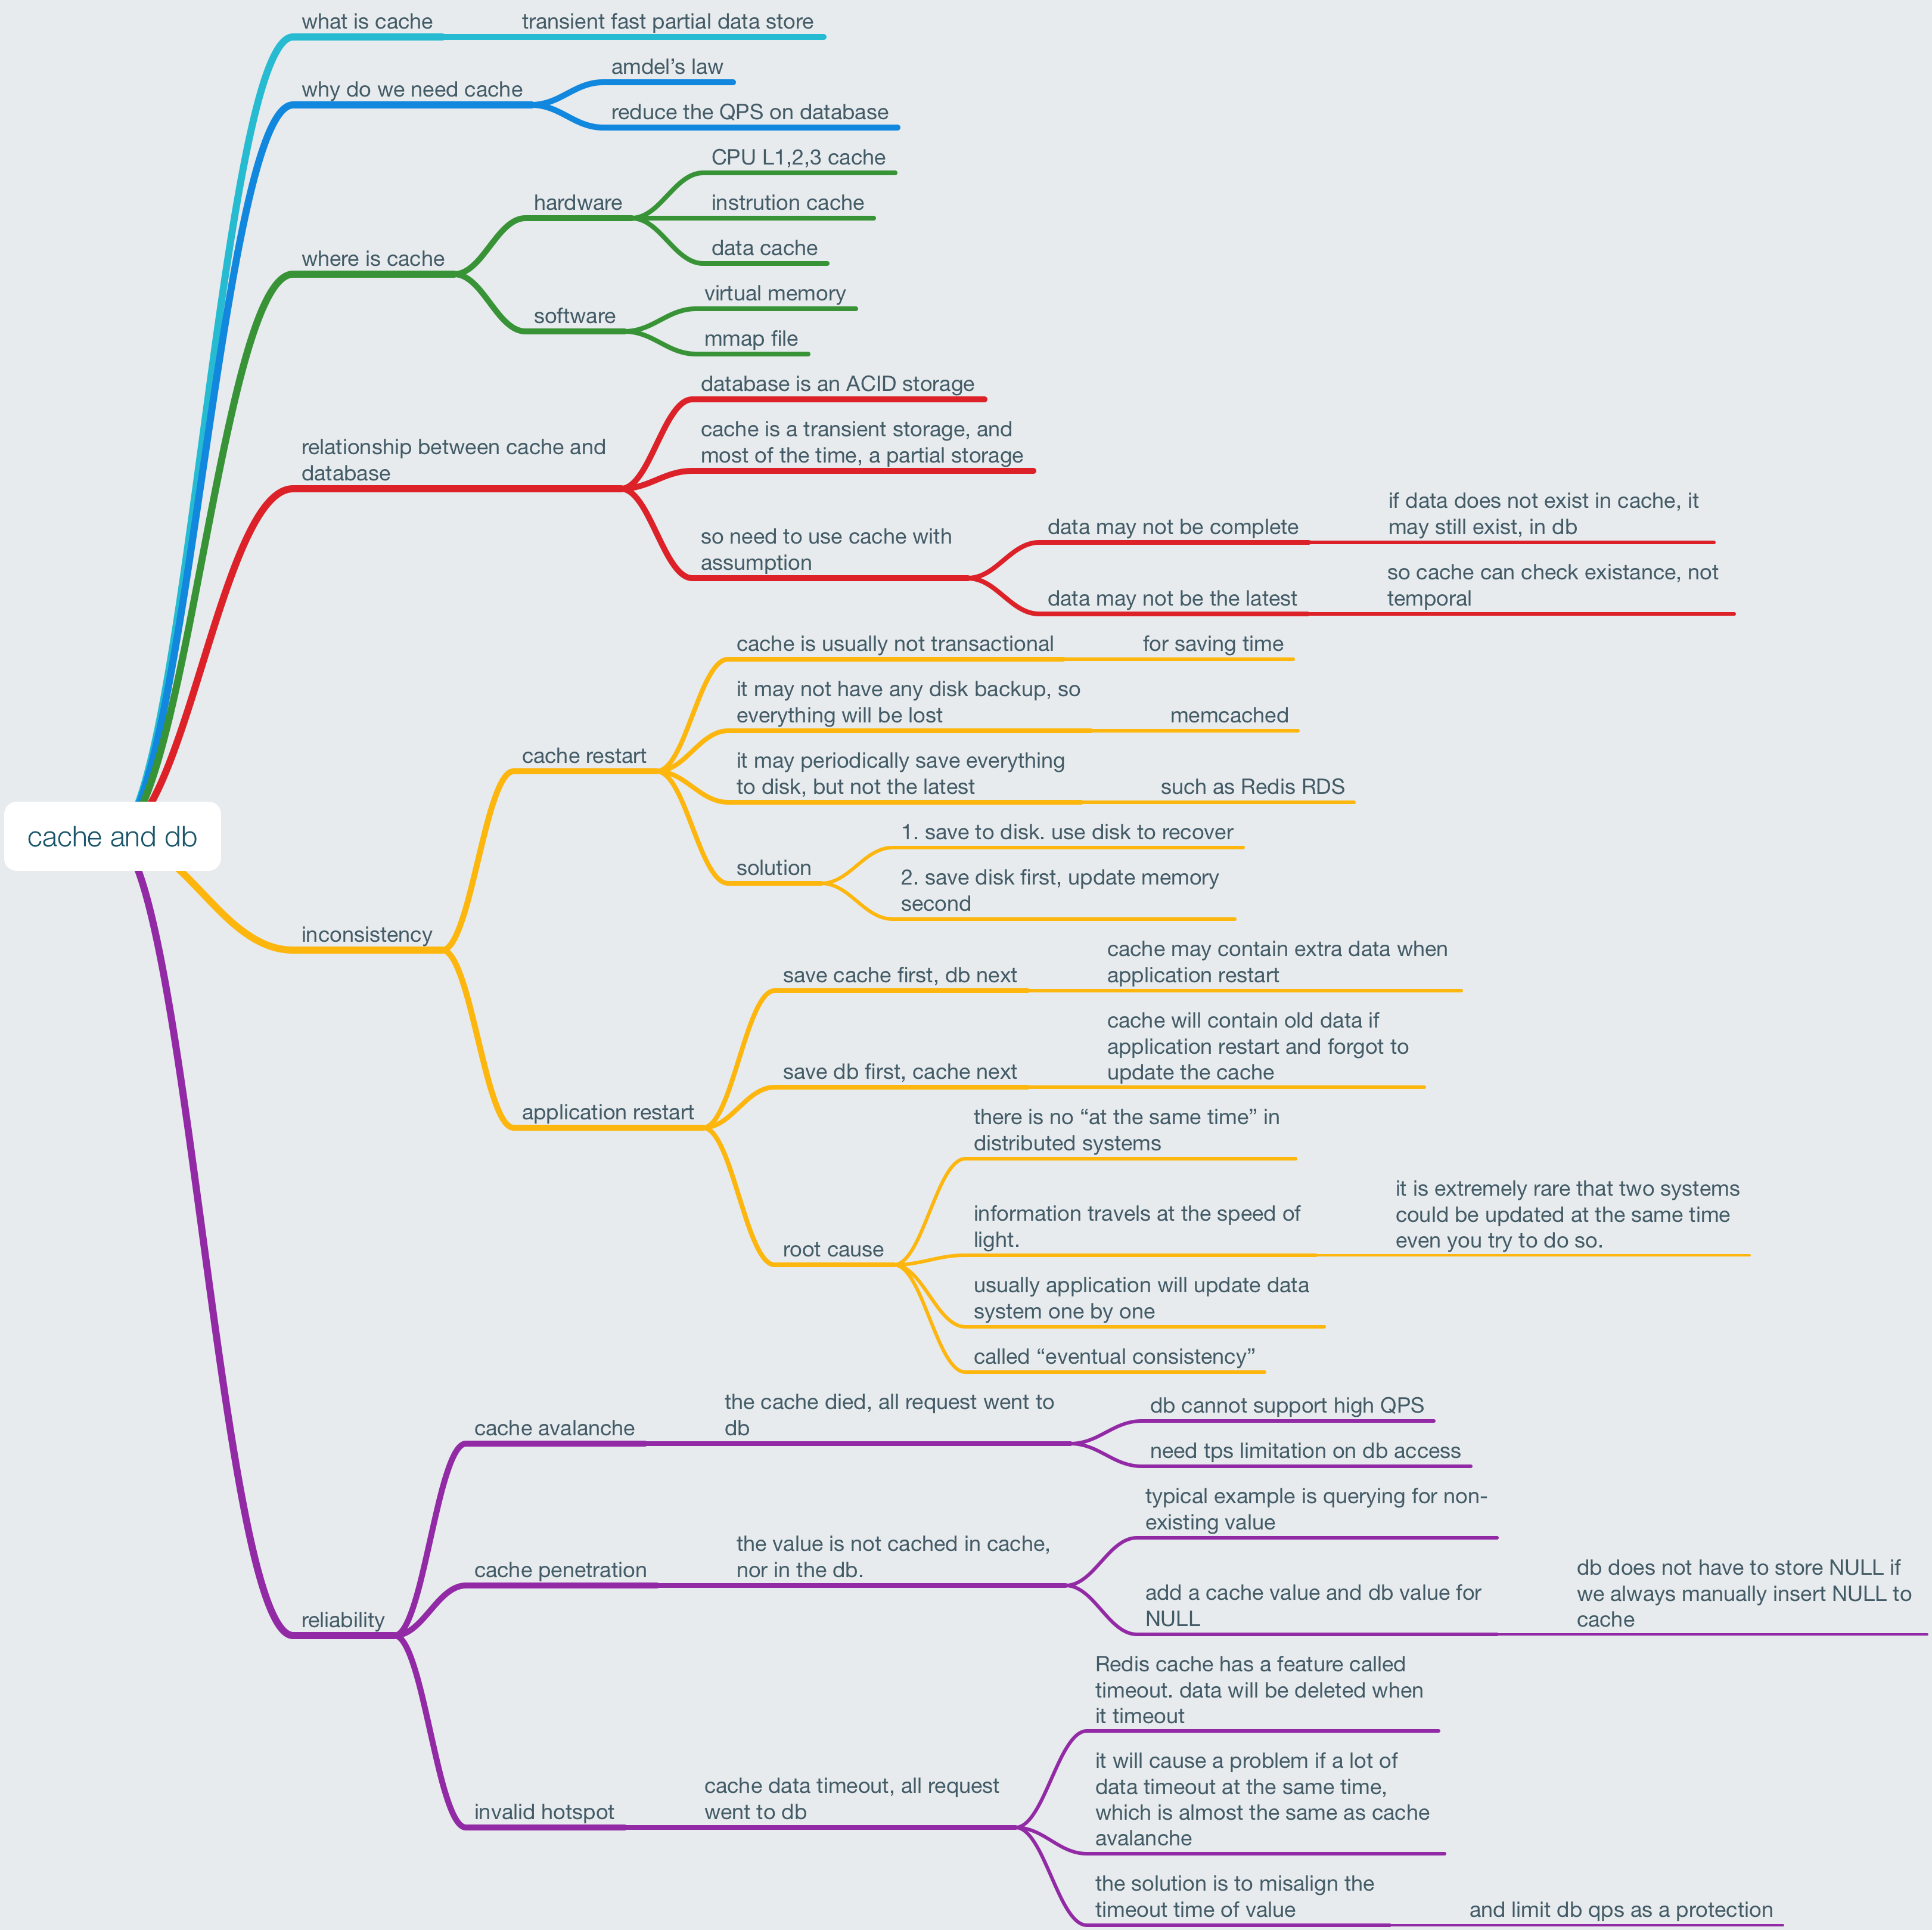 what is cache
transient fast partial data store
why do we need cache
amdel’s law
reduce the QPS on database
where is cache
hardware
CPU L1,2,3 cache
instrution cache
data cache
software
virtual memory
mmap file
relationship between cache and
database
database is an ACID storage
cache is a transient storage, and
most of the time, a partial storage
so need to use cache with
assumption
data may not be complete
if data does not exist in cache, it
may still exist, in db
data may not be the latest
so cache can check existance, not
temporal
cache and db
inconsistency
cache restart
cache is usually not transactional
for saving time
it may not have any disk backup, so
everything will be lost
memcached
it may periodically save everything
to disk, but not the latest
such as Redis RDS
solution
1. save to disk. use disk to recover
2. save disk first, update memory
second
application restart
save cache first, db next
cache may contain extra data when
application restart
save db first, cache next
cache will contain old data if
application restart and forgot to
update the cache
root cause
there is no “at the same time” in
distributed systems
information travels at the speed of
light.
it is extremely rare that two systems
could be updated at the same time
even you try to do so.
usually application will update data
system one by one
called “eventual consistency”
reliability
cache avalanche
the cache died, all request went to
db
db cannot support high QPS
need tps limitation on db access
cache penetration
the value is not cached in cache,
nor in the db.
typical example is querying for non-
existing value
add a cache value and db value for
NULL
db does not have to store NULL if
we always manually insert NULL to
cache
invalid hotspot
cache data timeout, all request
went to db
Redis cache has a feature called
timeout. data will be deleted when
it timeout
it will cause a problem if a lot of
data timeout at the same time,
which is almost the same as cache
avalanche
the solution is to misalign the
timeout time of value
and limit db qps as a protection